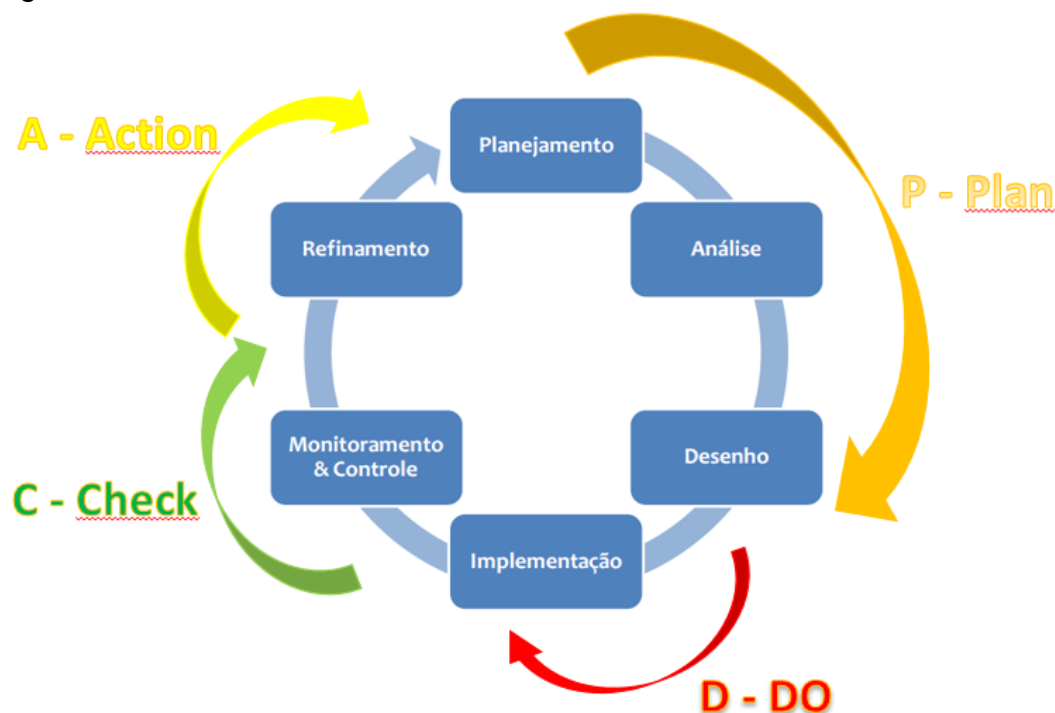 Planejamento
A - Action
P - Plan
Refinamento
Análise
Monitoramento
& Controle
Desenho
C - Check
Implementação
D - DO